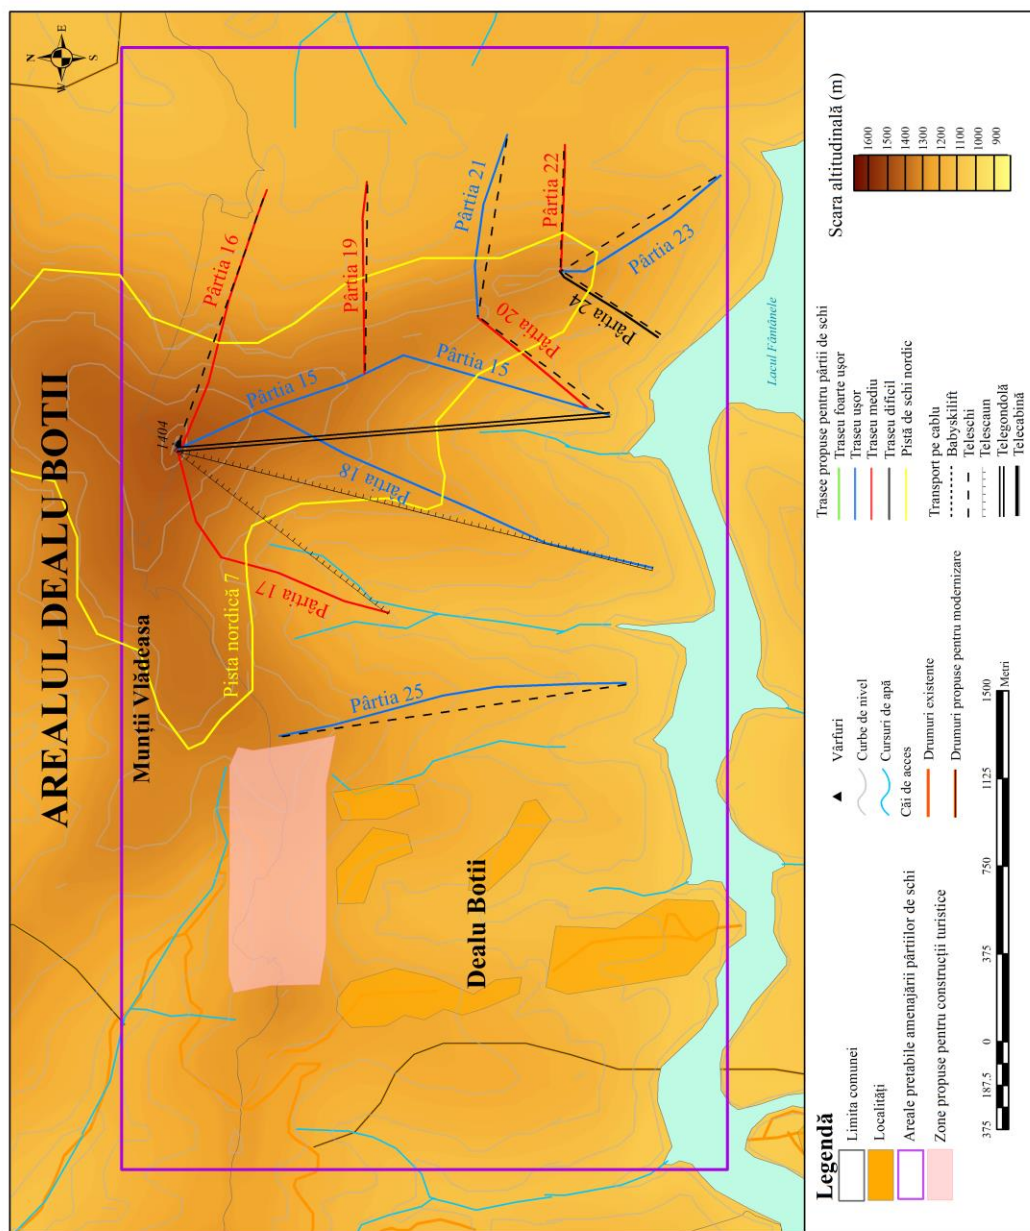 AREALUL DEALU BOTII
N
E
S
W
Munții Vlădeasa
1404
Pârtia 16
Pârtia 19
Pârtia 21
Pârtia 22
Pârtia 15
Pârtia 15
Pârtia 20
Pârtia 23
Pârtia 24
Pârtia 18
Pârtia 17
Pista nordică 7
Pârtia 25
Dealu Botii
Lacul Fântânele
Legendă
Limita comunei
Localități
Areale pretabile amenajării pârtiilor de schi
Zone propuse pentru construcții turistice
Vârfuri
Curbe de nivel
Cursuri de apă
Căi de acces
Drumuri existente
Drumuri propuse pentru modernizare
Trasee propuse pentru pârtii de schi
Traseu foarte ușor
Traseu ușor
Traseu mediu
Traseu dificil
Pistă de schi nordic
Transport pe cablu
Babyskilift
Teleschi
Telescaun
Telegondolă
Telecabină
Scara altitudinală (m)
1600
1500
1400
1300
1200
1100
1000
900
375 187.5 0 375 750 1125 1500
Metri